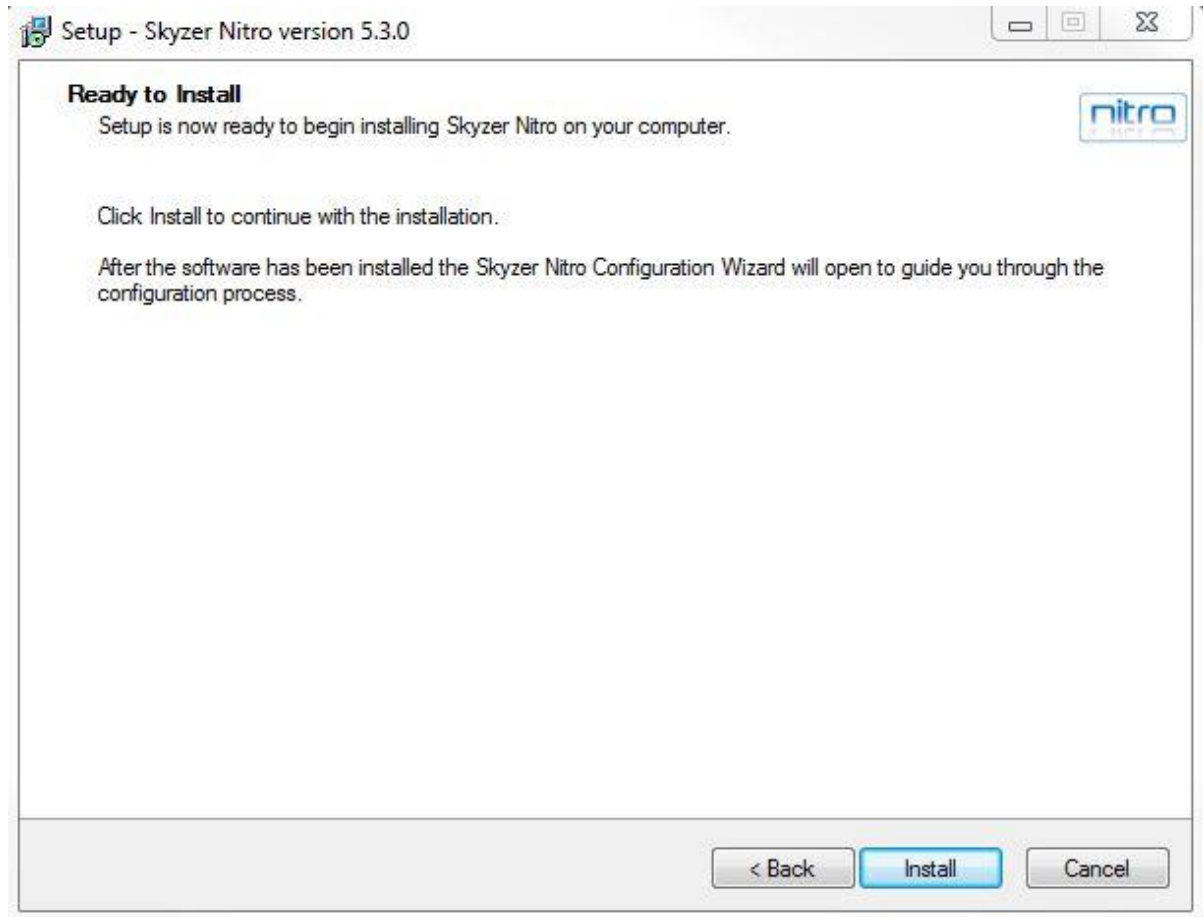 Setup - Skyzer Nitro version 5.3.0
Ready to Install
Setup is now ready to begin installing Skyzer Nitro on your computer.
nitro
Click Install to continue with the installation.
After the software has been installed the Skyzer Nitro Configuration Wizard will open to guide you through the
configuration process.
< Back
Install
Cancel